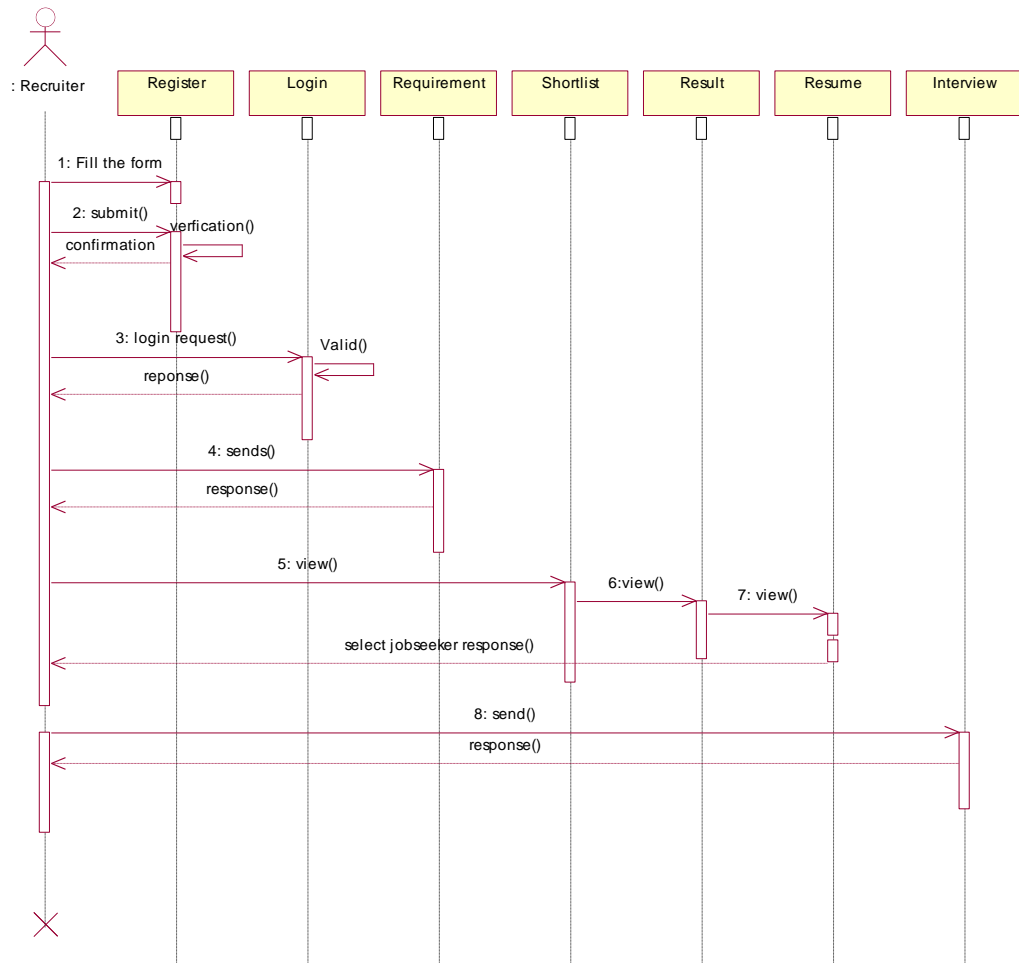 : Recruiter
Register
Login
Requirement
Shortlist
Result
Resume
Interview
1: Fill the form
2: submit()
verfication()
confirmation
3: login request()
Valid()
reponse()
4: sends()
response()
5: view()
6:view()
7: view()
select jobseeker response()
8: send()
response()